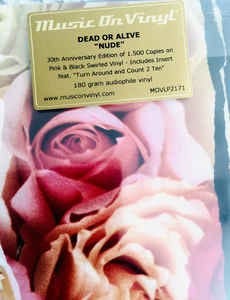 Music On Vinyl
DEAD OR ALIVE
"NUDE"
30th Anniversary Edition of 1.500 Copies on
Pink & Black Swirled Vinyl - Includes Insert
feat. "Turn Around and Count 2 Ten"
180 gram audiophile vinyl
www.musiconvinyl.com MOVLP2171